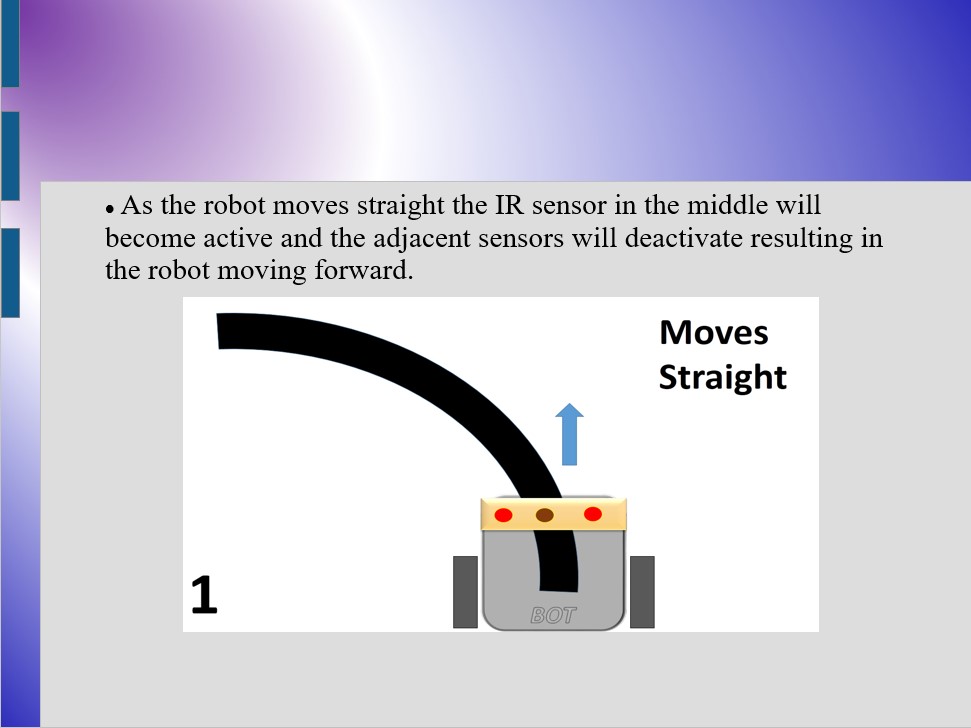 ● As the robot moves straight the IR sensor in the middle will
become active and the adjacent sensors will deactivate resulting in
the robot moving forward.
Moves
Straight
1
BOT